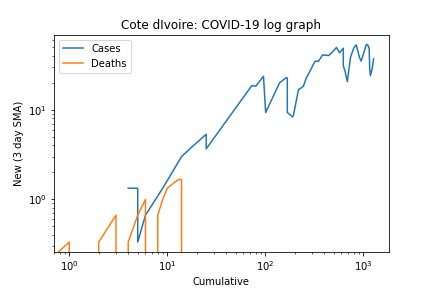 Cote dIvoire: COVID-19 log graph
Cases
Deaths
New (3 day SMA)
10¹
10⁰
10⁰ 10¹ 10² 10³
Cumulative